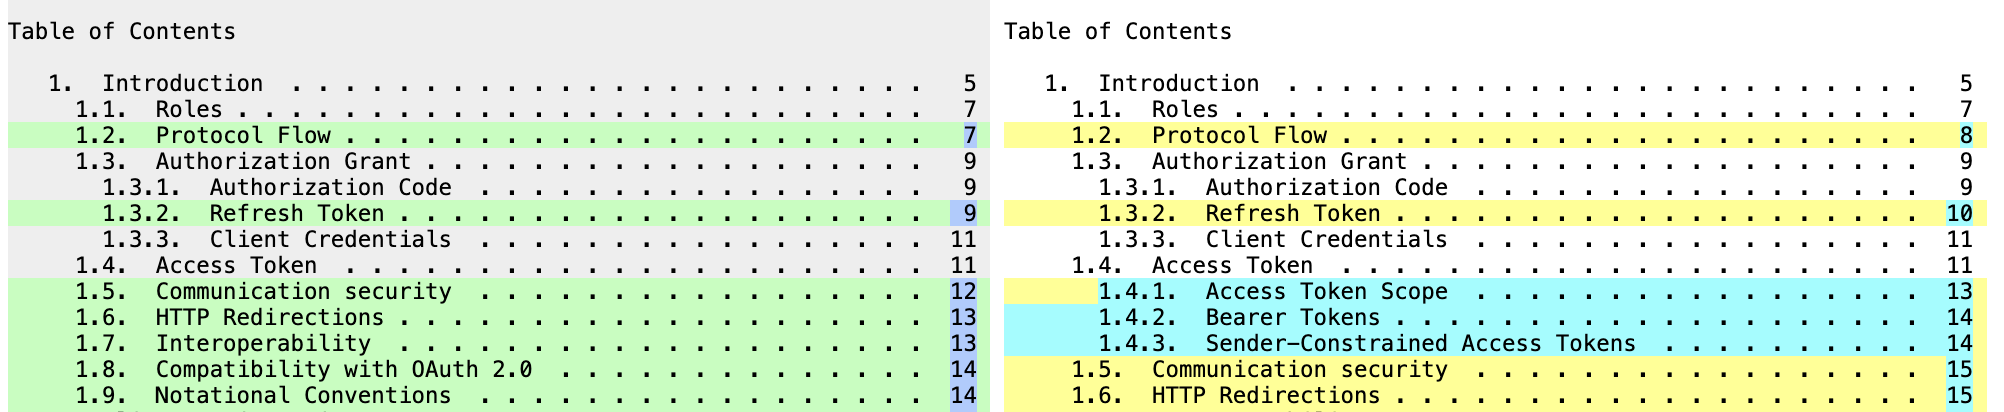 Table of Contents
1.  Introduction  . . . . . . . . . . . . . . . . . . . . . . . .   5
1.1.  Roles . . . . . . . . . . . . . . . . . . . . . . . . . .   7
1.2.  Protocol Flow . . . . . . . . . . . . . . . . . . . . . .   7
1.3.  Authorization Grant . . . . . . . . . . . . . . . . . . .   9
1.3.1.  Authorization Code  . . . . . . . . . . . . . . . . .   9
1.3.2.  Refresh Token . . . . . . . . . . . . . . . . . . . .   9
1.3.3.  Client Credentials  . . . . . . . . . . . . . . . . .  11
1.4.  Access Token  . . . . . . . . . . . . . . . . . . . . . .  11
1.5.  Communication security  . . . . . . . . . . . . . . . . .  12
1.6.  HTTP Redirections . . . . . . . . . . . . . . . . . . . .  13
1.7.  Interoperability  . . . . . . . . . . . . . . . . . . . .  13
1.8.  Compatibility with OAuth 2.0  . . . . . . . . . . . . . .  14
1.9.  Notational Conventions  . . . . . . . . . . . . . . . . .  14
Table of Contents
1.  Introduction  . . . . . . . . . . . . . . . . . . . . . . . .   5
1.1.  Roles . . . . . . . . . . . . . . . . . . . . . . . . . .   7
1.2.  Protocol Flow . . . . . . . . . . . . . . . . . . . . . .   8
1.3.  Authorization Grant . . . . . . . . . . . . . . . . . . .   9
1.3.1.  Authorization Code  . . . . . . . . . . . . . . . . .   9
1.3.2.  Refresh Token . . . . . . . . . . . . . . . . . . . .  10
1.3.3.  Client Credentials  . . . . . . . . . . . . . . . . .  11
1.4.  Access Token  . . . . . . . . . . . . . . . . . . . . . .  11
1.4.1.  Access Token Scope  . . . . . . . . . . . . . . . . .  13
1.4.2.  Bearer Tokens . . . . . . . . . . . . . . . . . . . .  14
1.4.3.  Sender-Constrained Access Tokens  . . . . . . . . . .  14
1.5.  Communication security  . . . . . . . . . . . . . . . . .  15
1.6.  HTTP Redirections . . . . . . . . . . . . . . . . . . . .  15